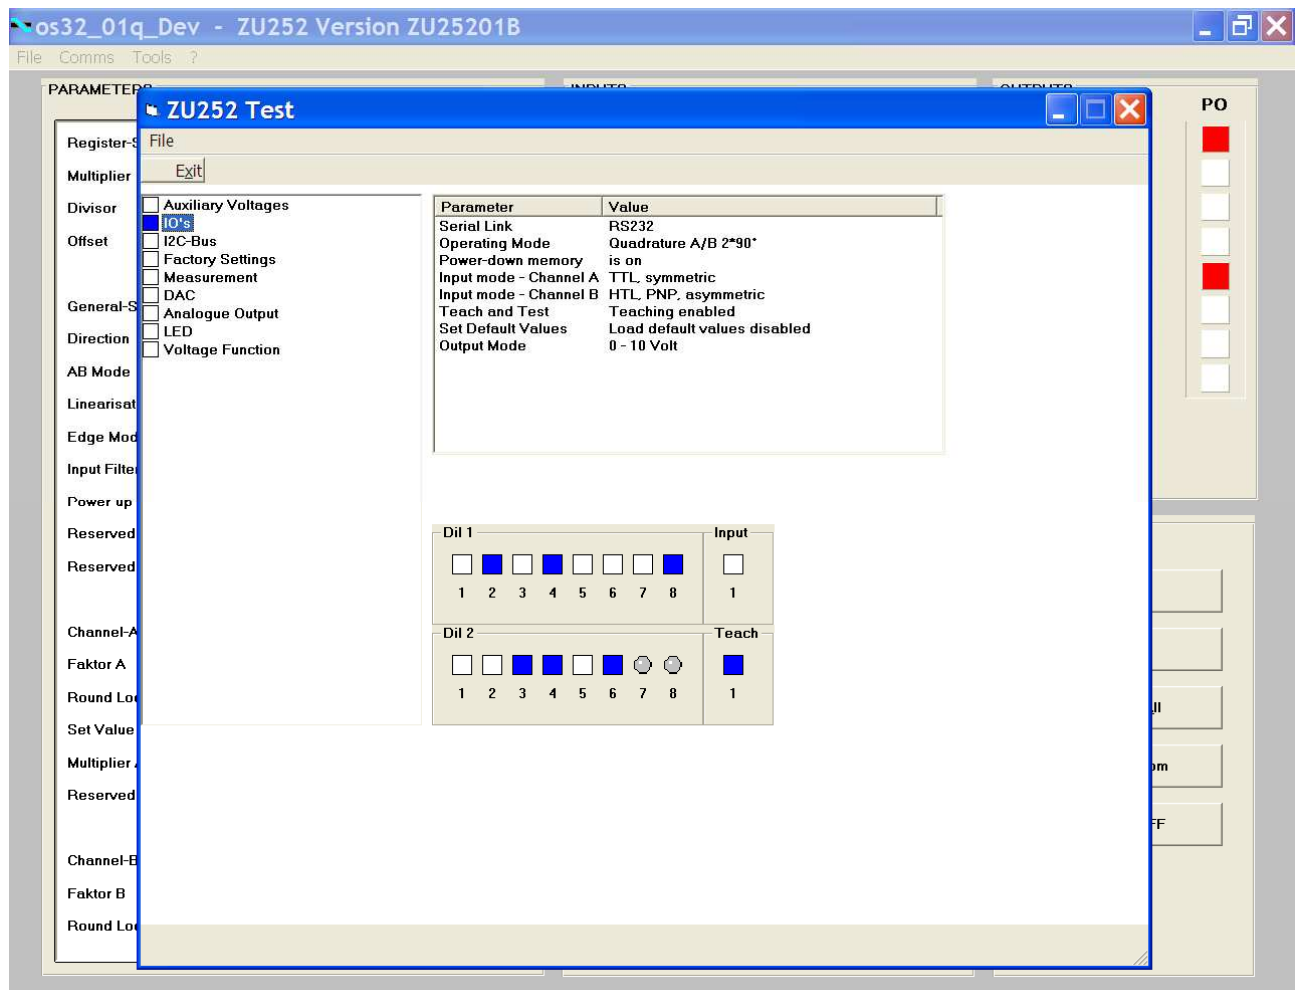 os32_01q_Dev - ZU252 Version ZU25201B
File Comms Tools ?
PO
Multiplier
Divisor
Offset
Direction
AB Mode
Power up
Reserved
Reserved
Faktor A
Set Value
Reserved
Faktor B
ZU252 Test
File
Exit
Auxiliary Voltages
IO's
I2C-Bus
Factory Settings
Measurement
DAC
Analogue Output
LED
Voltage Function
Parameter Value
Serial Link RS232
Operating Mode Quadrature A/B 2*90°
Power-down memory is on
Input mode - Channel A TTL, symmetric
Input mode - Channel B HTL, PNP, asymmetric
Teach and Test Teaching enabled
Set Default Values Load default values disabled
Output Mode 0 - 10 Volt
Dil 1 Input
1 2 3 4 5 6 7 8 1
Dil 2 Teach
1 2 3 4 5 6 7 8 1